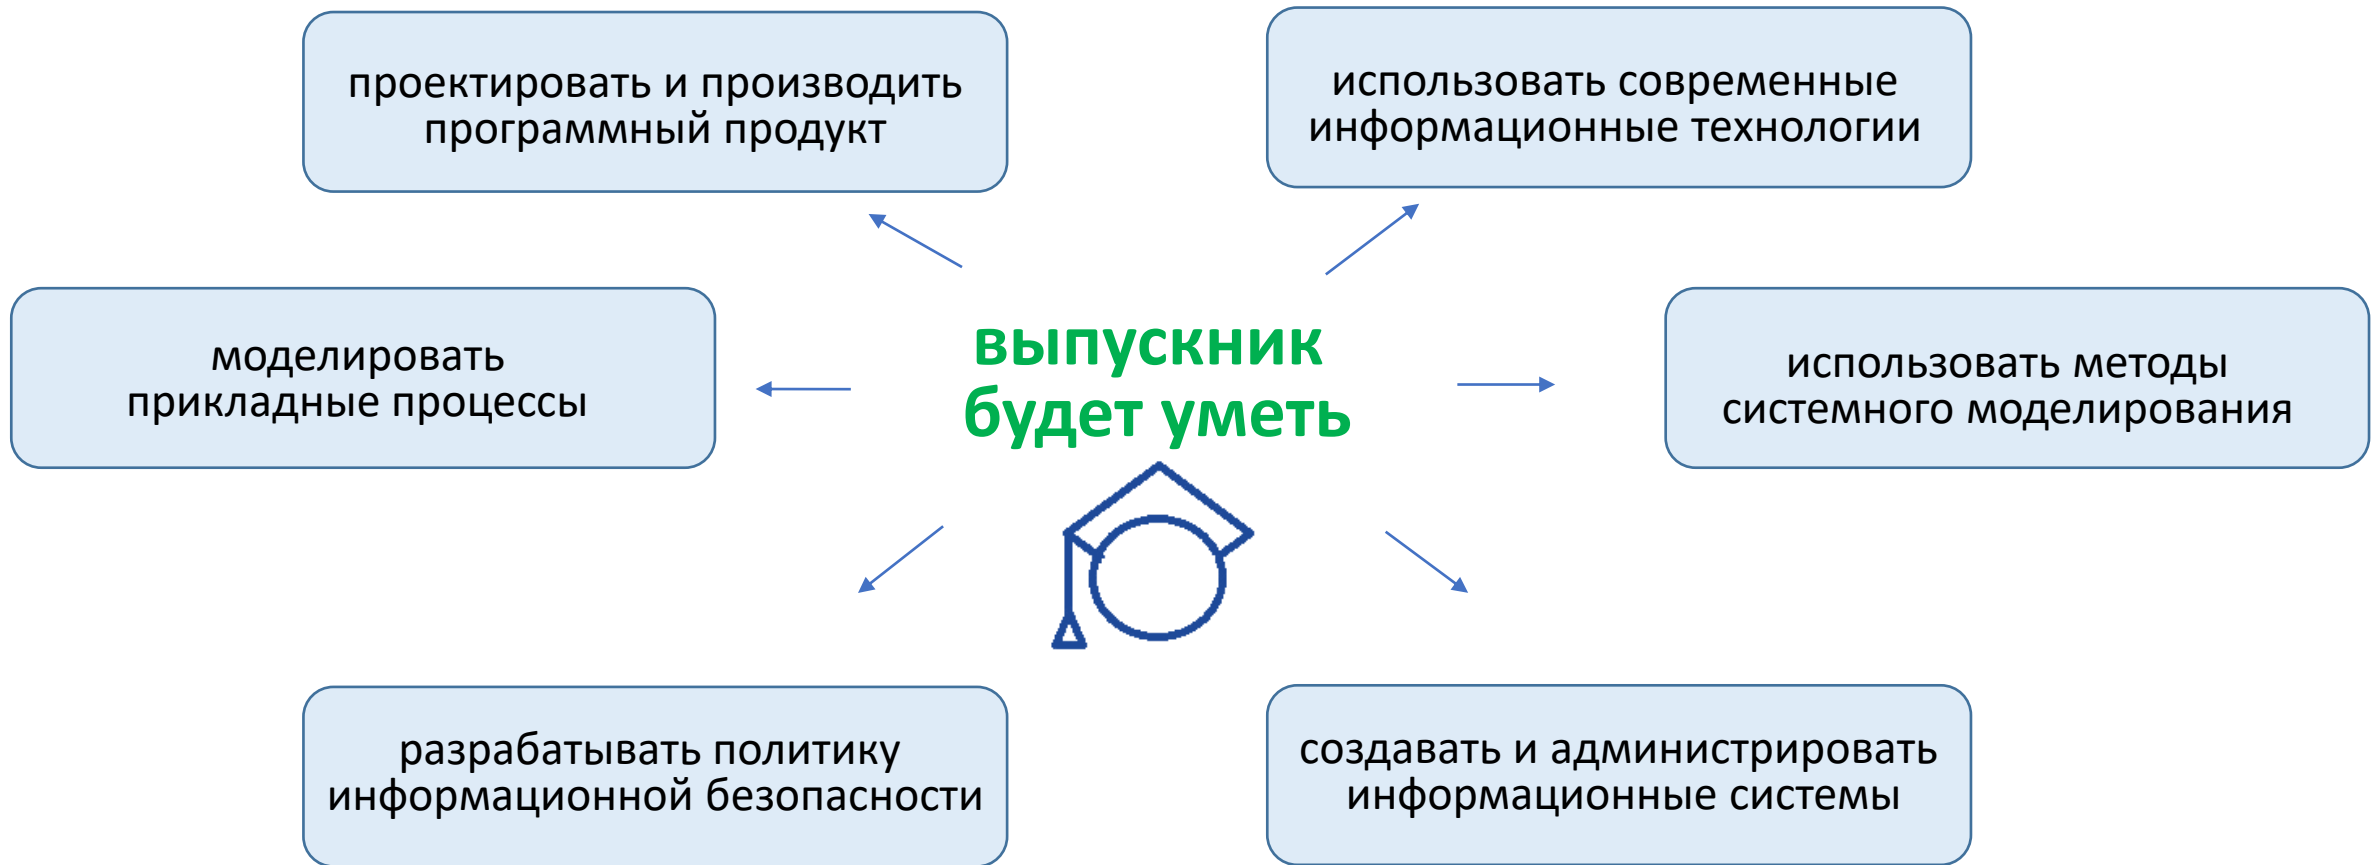 проектировать и производить
программный продукт
использовать современные
информационные технологии
моделировать
прикладные процессы
выпускник
будет уметь
использовать методы
системного моделирования
разрабатывать политику
информационной безопасности
создавать и администрировать
информационные системы